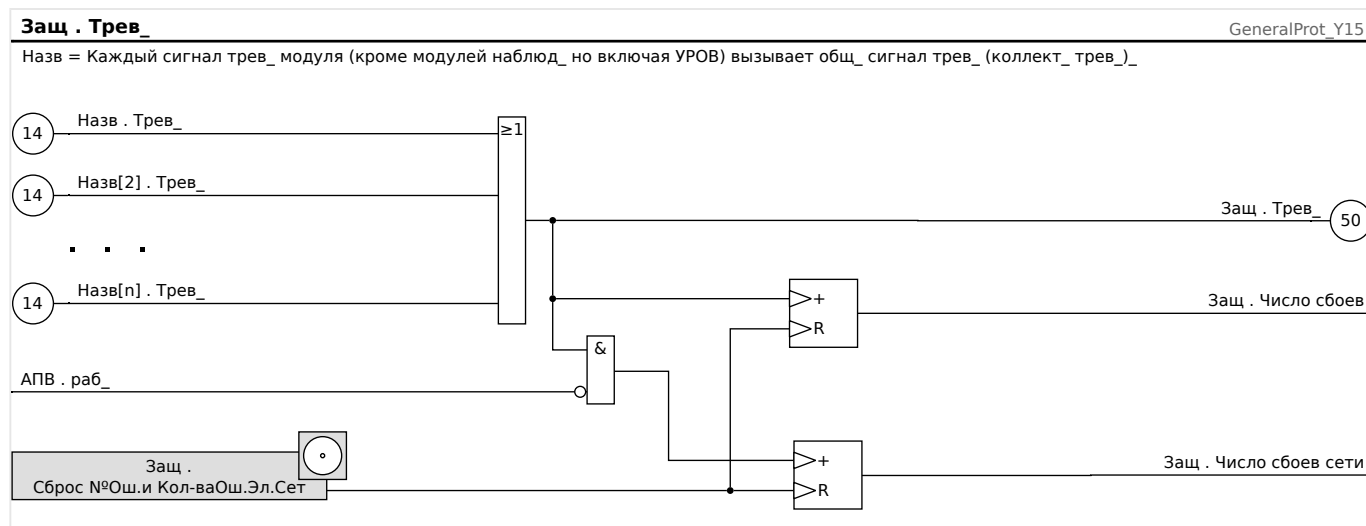 Защ . Трев_
GeneralProt_Y15
Назв = Каждый сигнал трев_ модуля (кроме модулей наблюд_ но включая УРОВ) вызывает общ_ сигнал трев_ (коллект_ трев_)_
14
Назв . Трев_
≥1
14
Назв[2] . Трев_
Защ . Трев_
50
. . .
14
Назв[n] . Трев_
+
R
Защ . Число сбоев
&
АПВ . раб_
Защ .
Сброс №Ош.и Кол-ваОш.Эл.Сет
+
R
Защ . Число сбоев сети